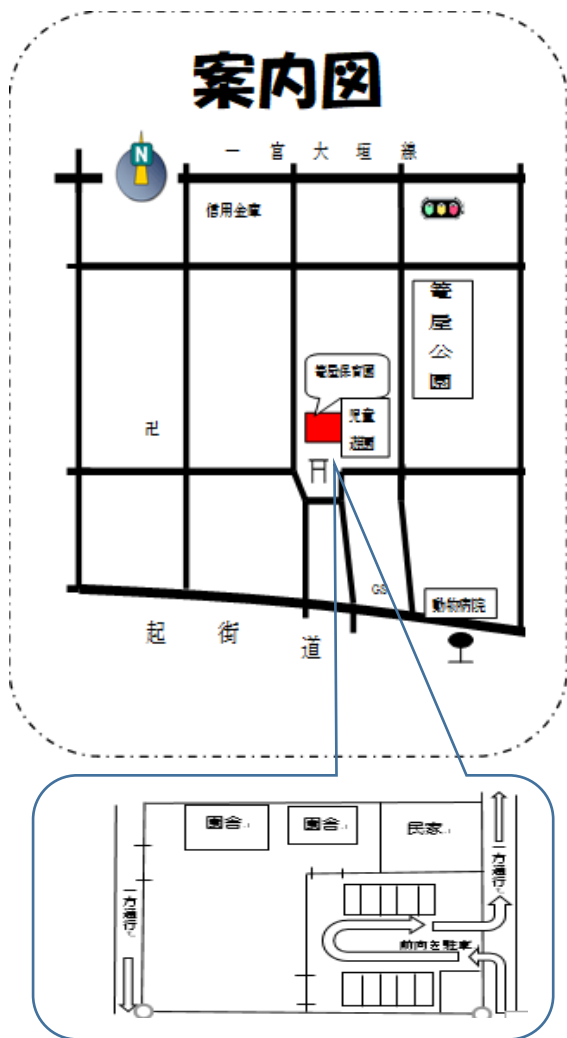 案内図
N
一宮大垣線
信用金庫
篭屋公園
篭屋保育園
児童
遊園
卍
GS
動物病院
起街道
園舎
園舎
民家
一方通行
一方通行
前向き駐車